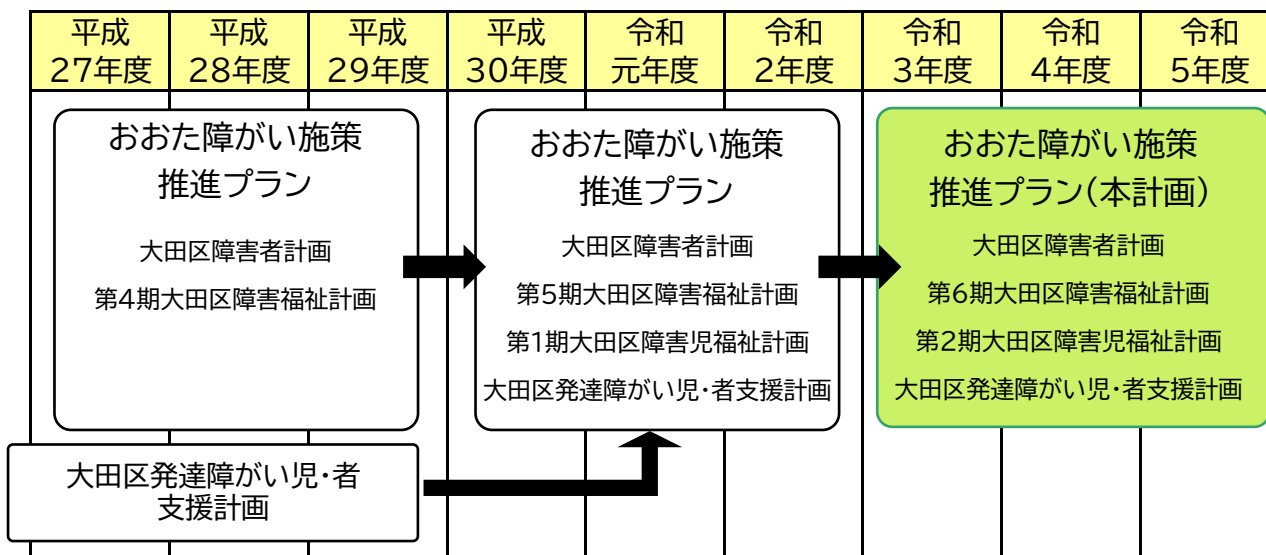 平成
27年度
平成
28年度
平成
29年度
平成
30年度
令和
元年度
令和
2年度
令和
3年度
令和
4年度
令和
5年度
おおた障がい施策
推進プラン
大田区障害者計画
第4期大田区障害福祉計画
おおた障がい施策
推進プラン
大田区障害者計画
第5期大田区障害福祉計画
第1期大田区障害児福祉計画
大田区発達障がい児・者支援計画
おおた障がい施策
推進プラン(本計画)
大田区障害者計画
第6期大田区障害福祉計画
第2期大田区障害児福祉計画
大田区発達障がい児・者支援計画
大田区発達障がい児・者
支援計画